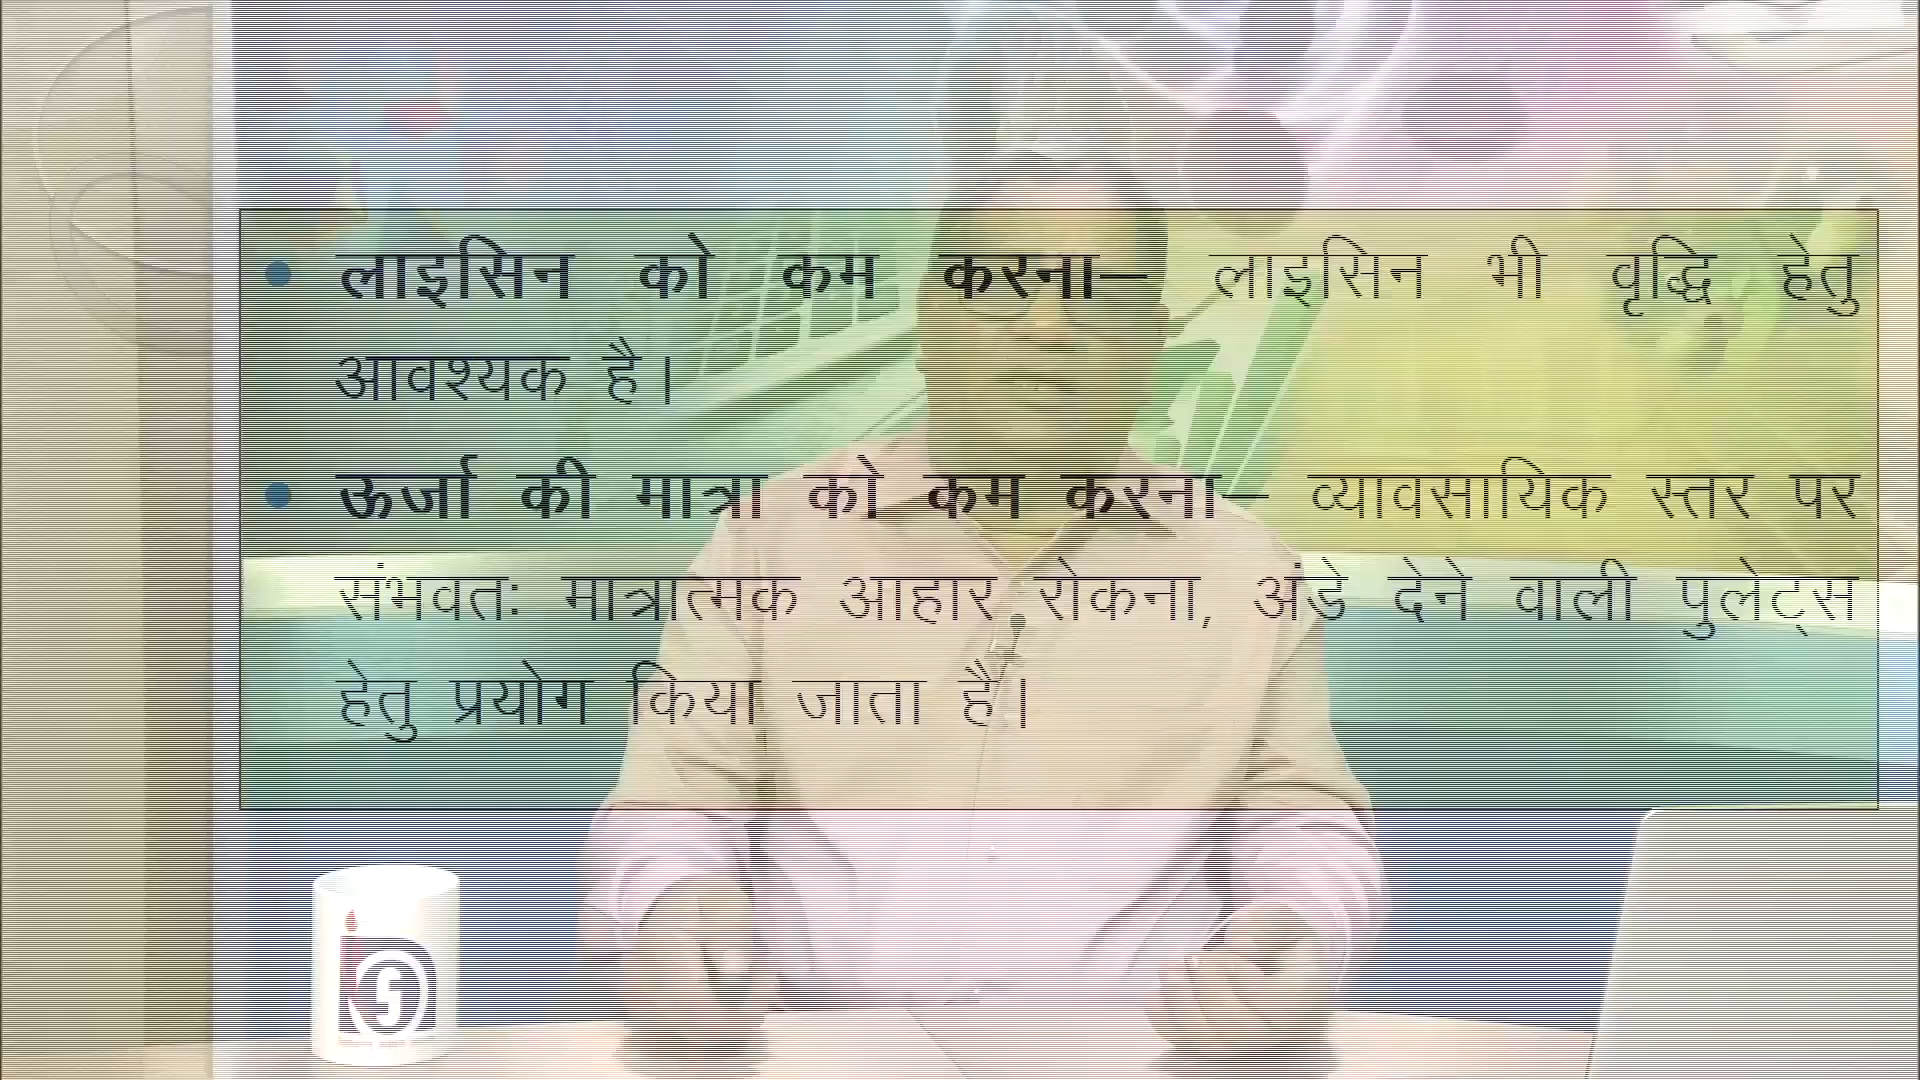 लाइसिन को कम करना– लाइसिन भी वृद्धि हेतु
आवश्यक है।
ऊर्जा की मात्रा को कम करना– व्यावसायिक स्तर पर
संभवतः मात्रात्मक आहार रोकना, अंडे देने वाली पुलेट्स
हेतु प्रयोग किया जाता है।